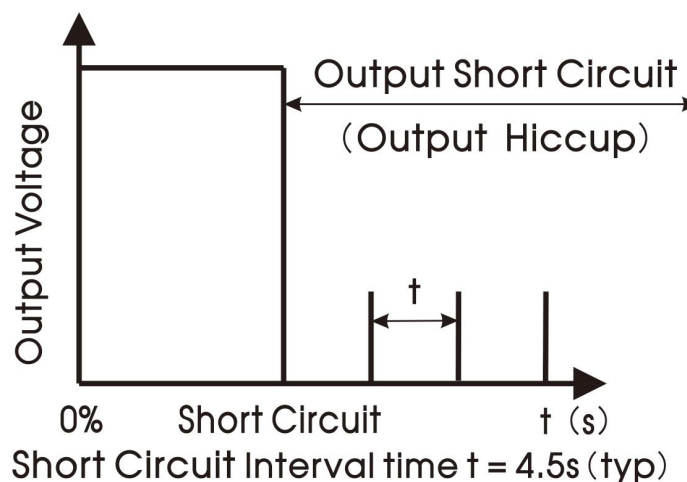 Output Voltage
Output Short Circuit
(Output Hiccup)
t
0%
Short Circuit
t (s)
Short Circuit Interval time t = 4.5s (typ)